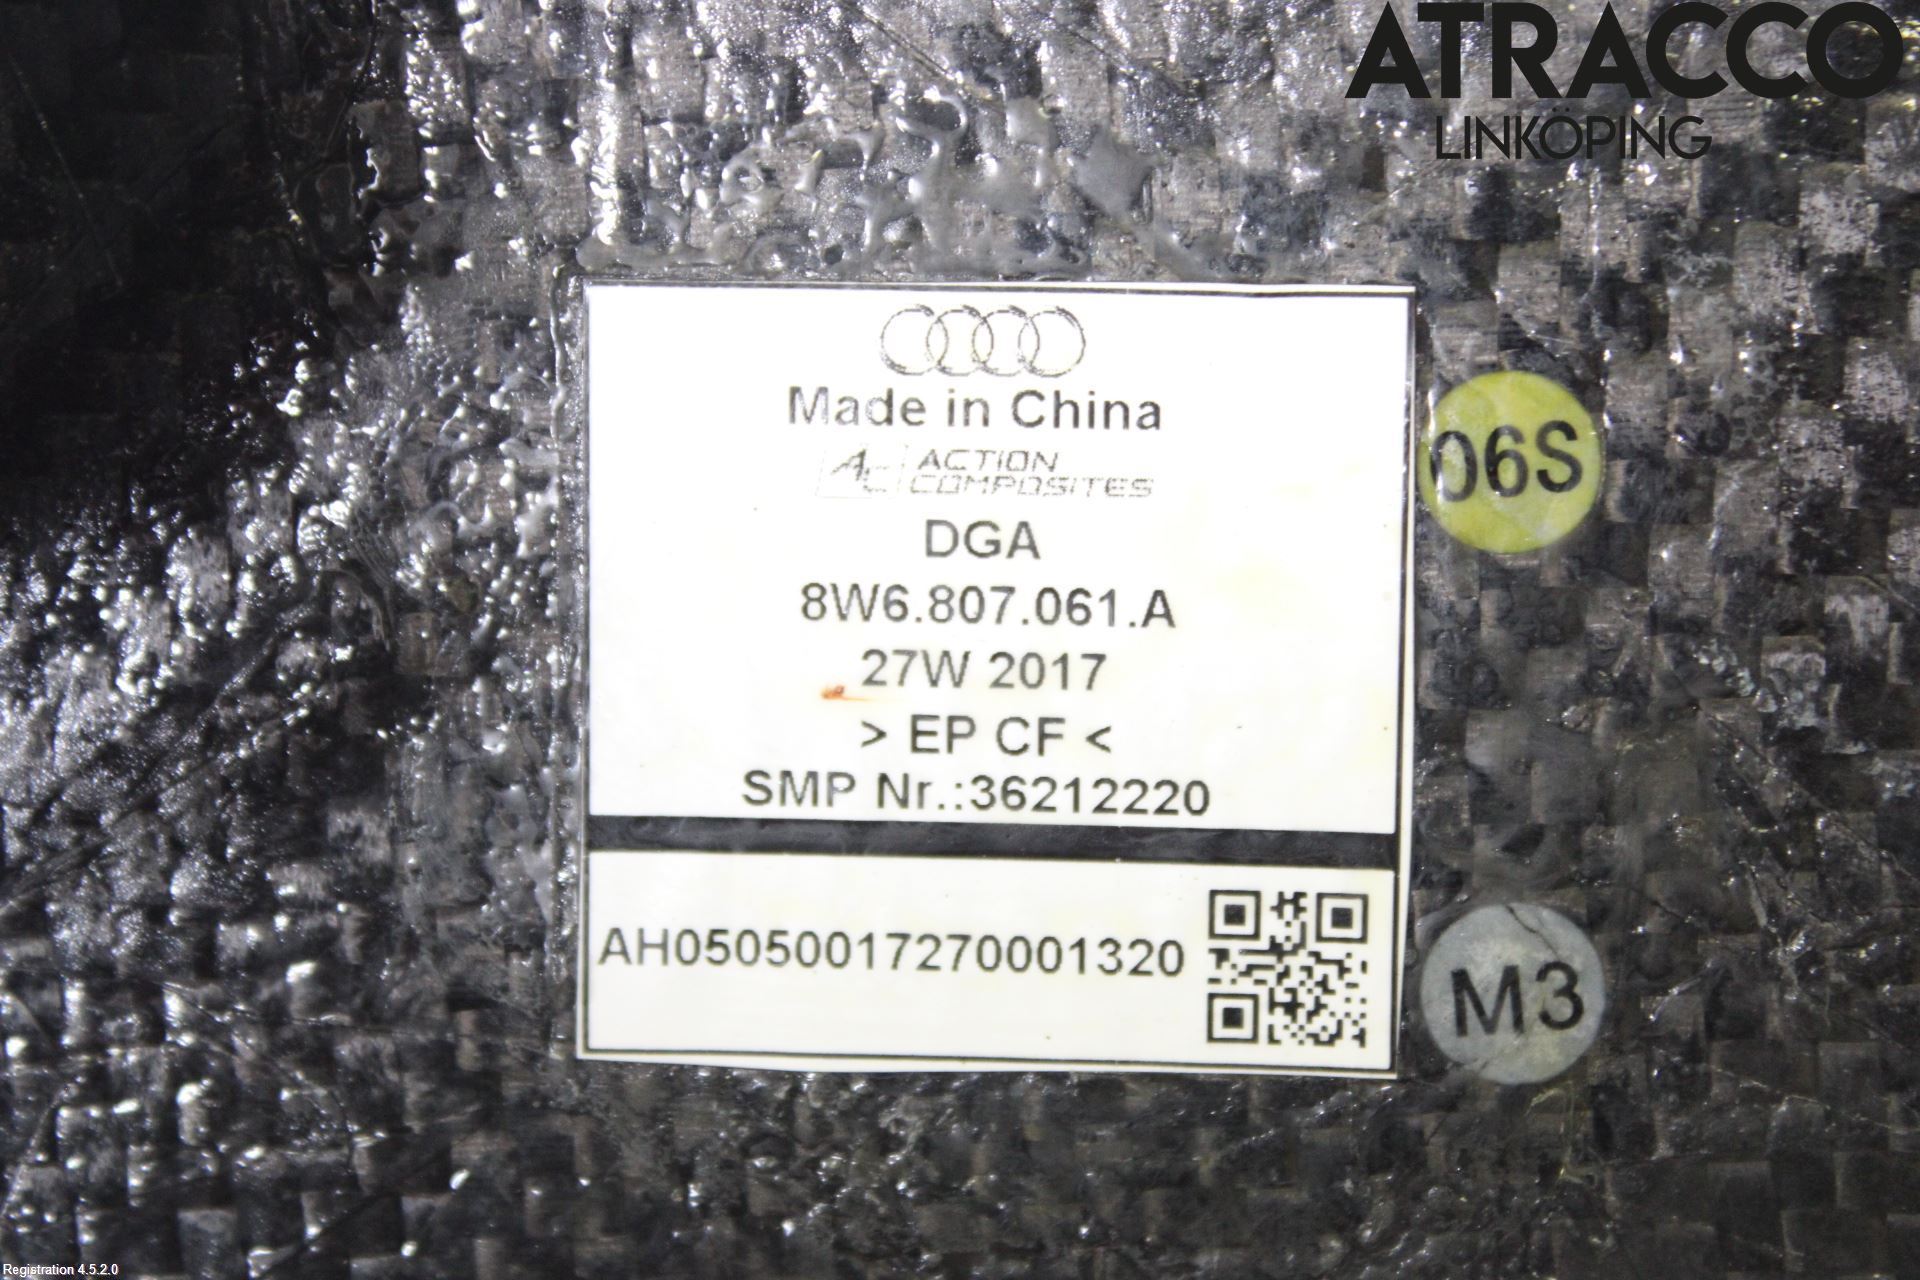 ATRACCO
LINKÖPING
Made in China
AC ACTION
COMPOSITES
DGA
8W6.807.061.A
27W 2017
> EP CF <
SMP Nr.:36212220
AH05050017270001320
06S
M3
Registration 4.5.2.0